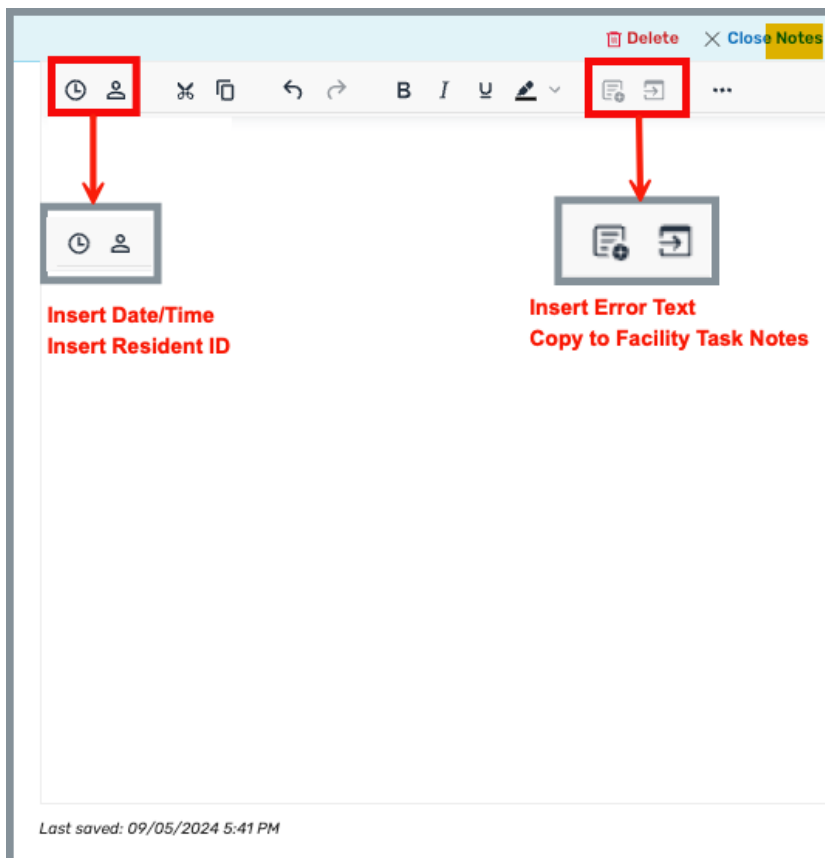 Delete Close Notes
B I U
Insert Date/Time
Insert Resident ID
Insert Error Text
Copy to Facility Task Notes
Last saved: 09/05/2024 5:41 PM